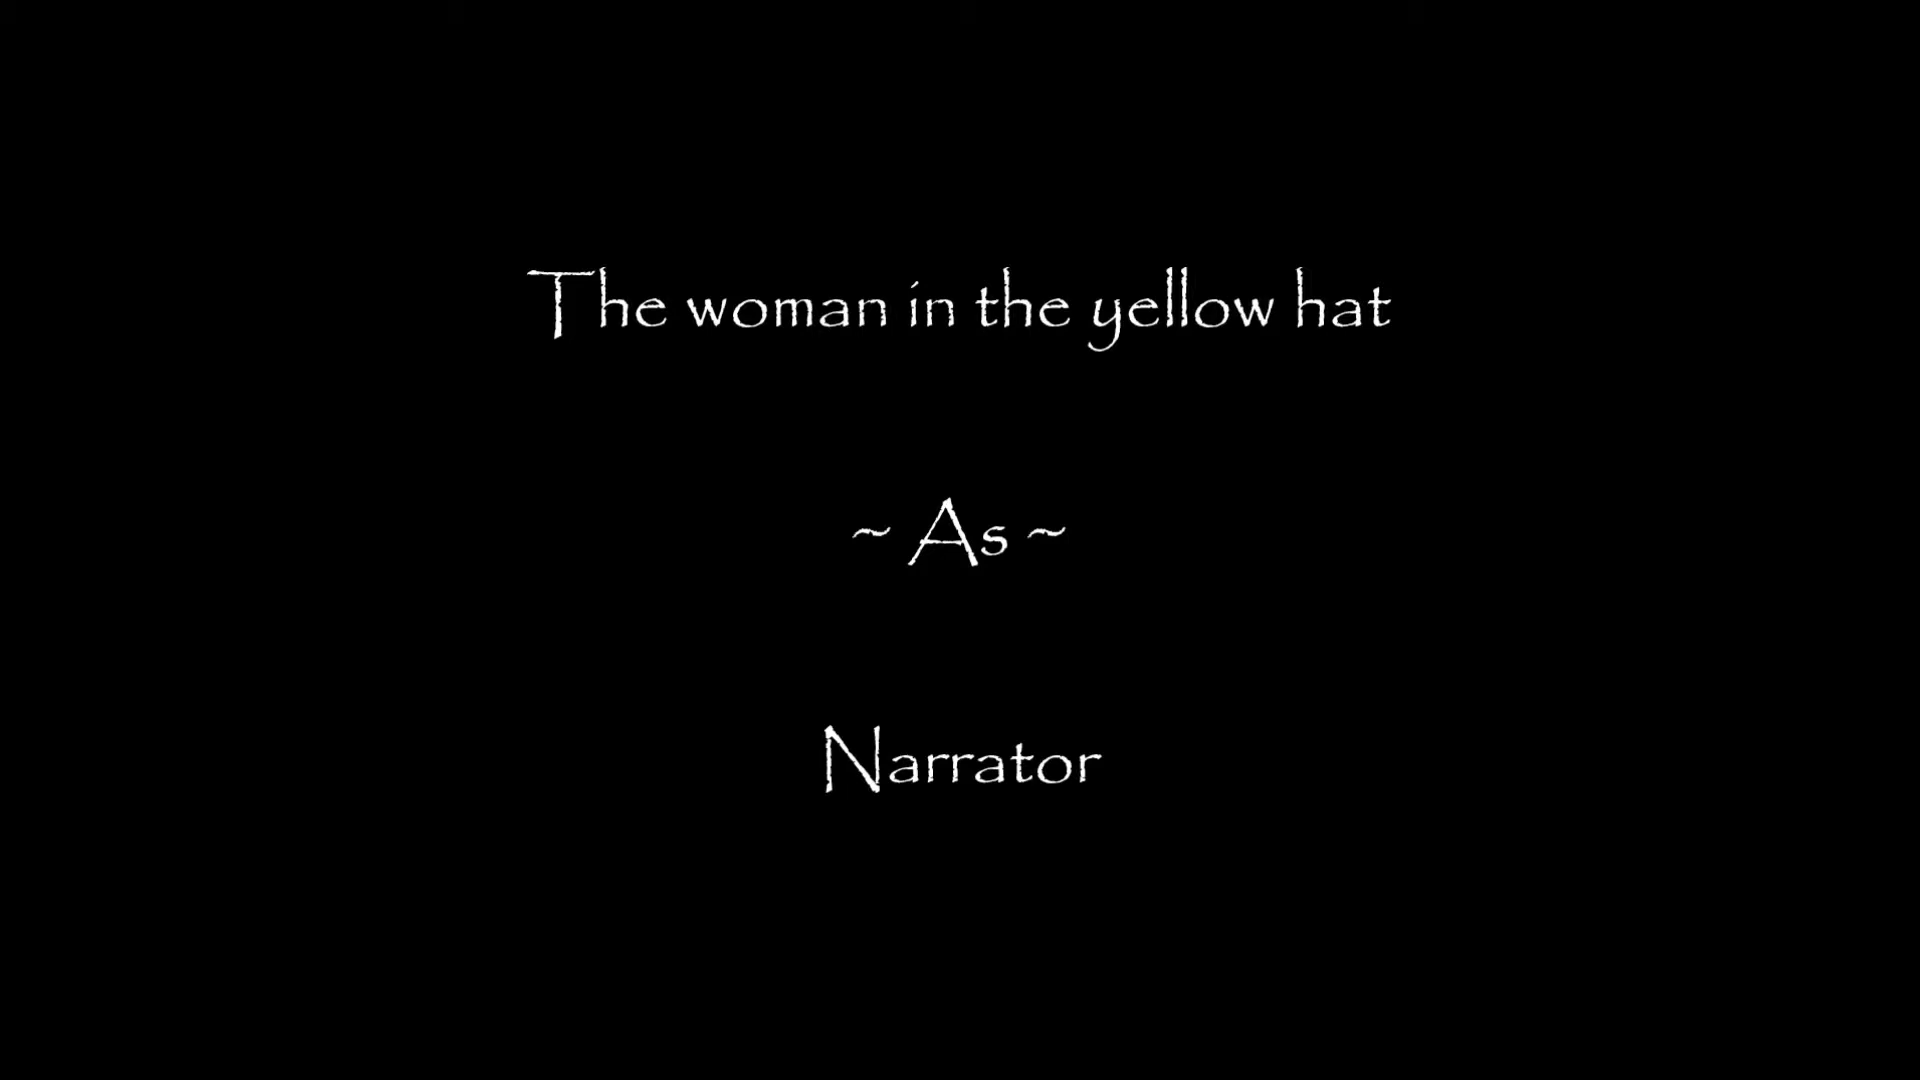 The woman in the yellow hat
~ As ~
Narrator